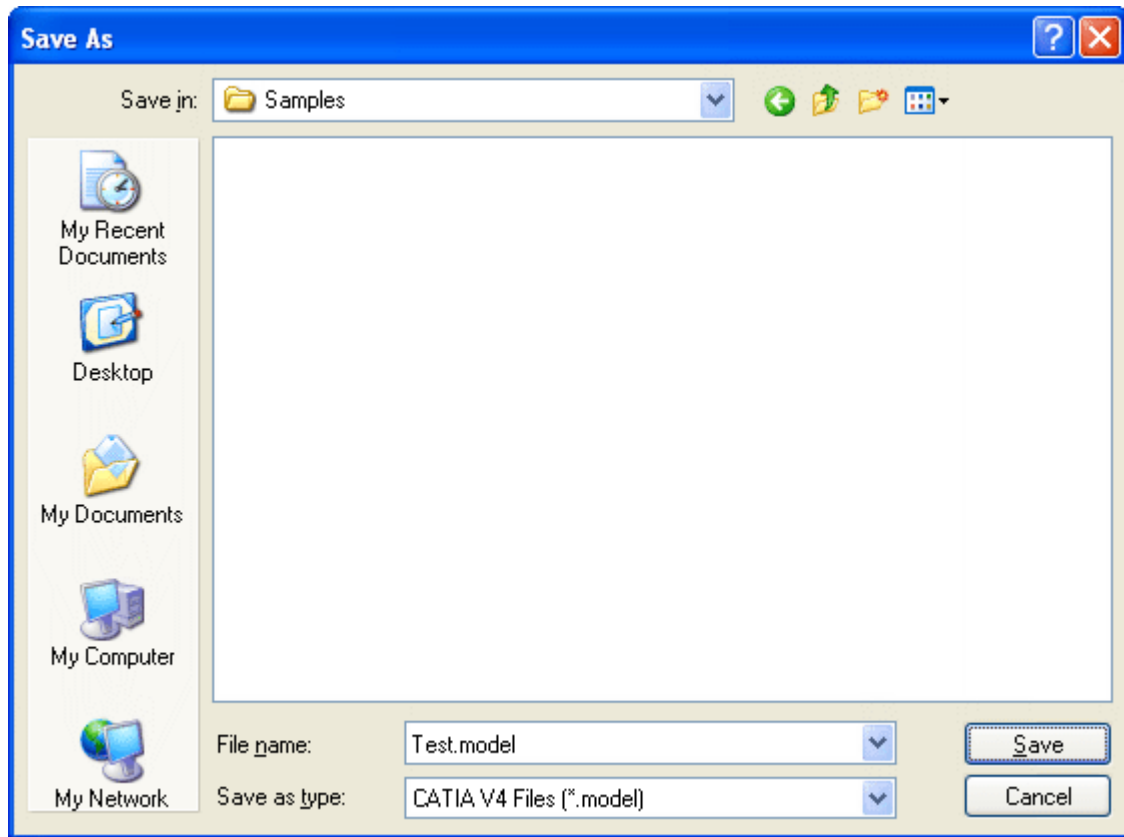 Save As
Save in: Samples
My Recent
Documents
Desktop
My Documents
My Computer
My Network
File name: Test.model Save
Save as type: CATIA V4 Files (*.model) Cancel